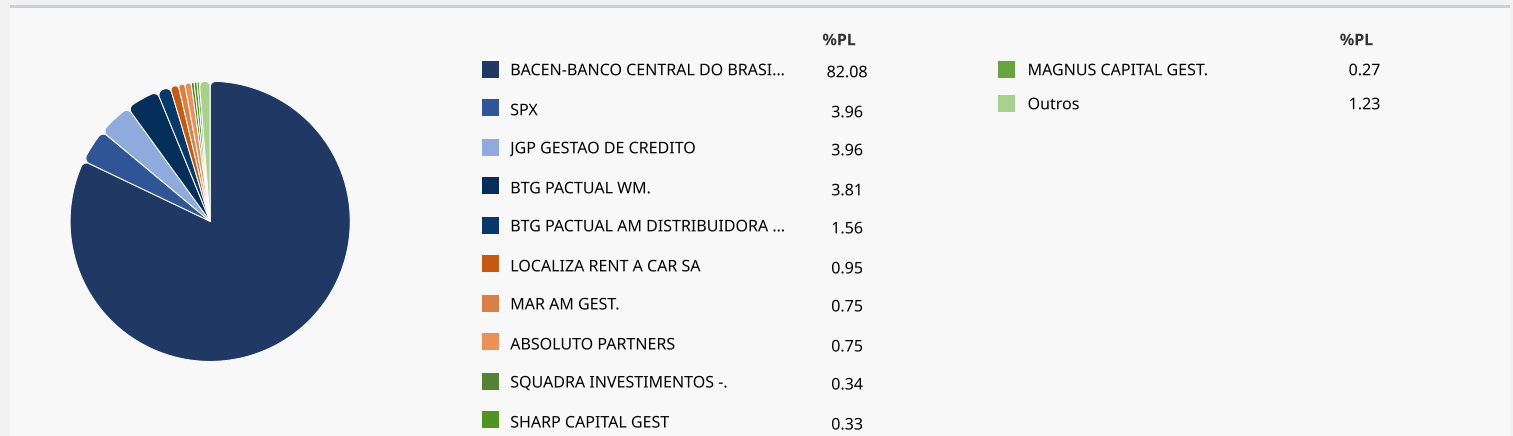 %PL
BACEN-BANCO CENTRAL DO BRASI... 82.08
SPX 3.96
JGP GESTAO DE CREDITO 3.96
BTG PACTUAL WM. 3.81
BTG PACTUAL AM DISTRIBUIDORA ... 1.56
LOCALIZA RENT A CAR SA 0.95
MAR AM GEST. 0.75
ABSOLUTO PARTNERS 0.75
SQUADRA INVESTIMENTOS -. 0.34
SHARP CAPITAL GEST 0.33
%PL
MAGNUS CAPITAL GEST. 0.27
Outros 1.23